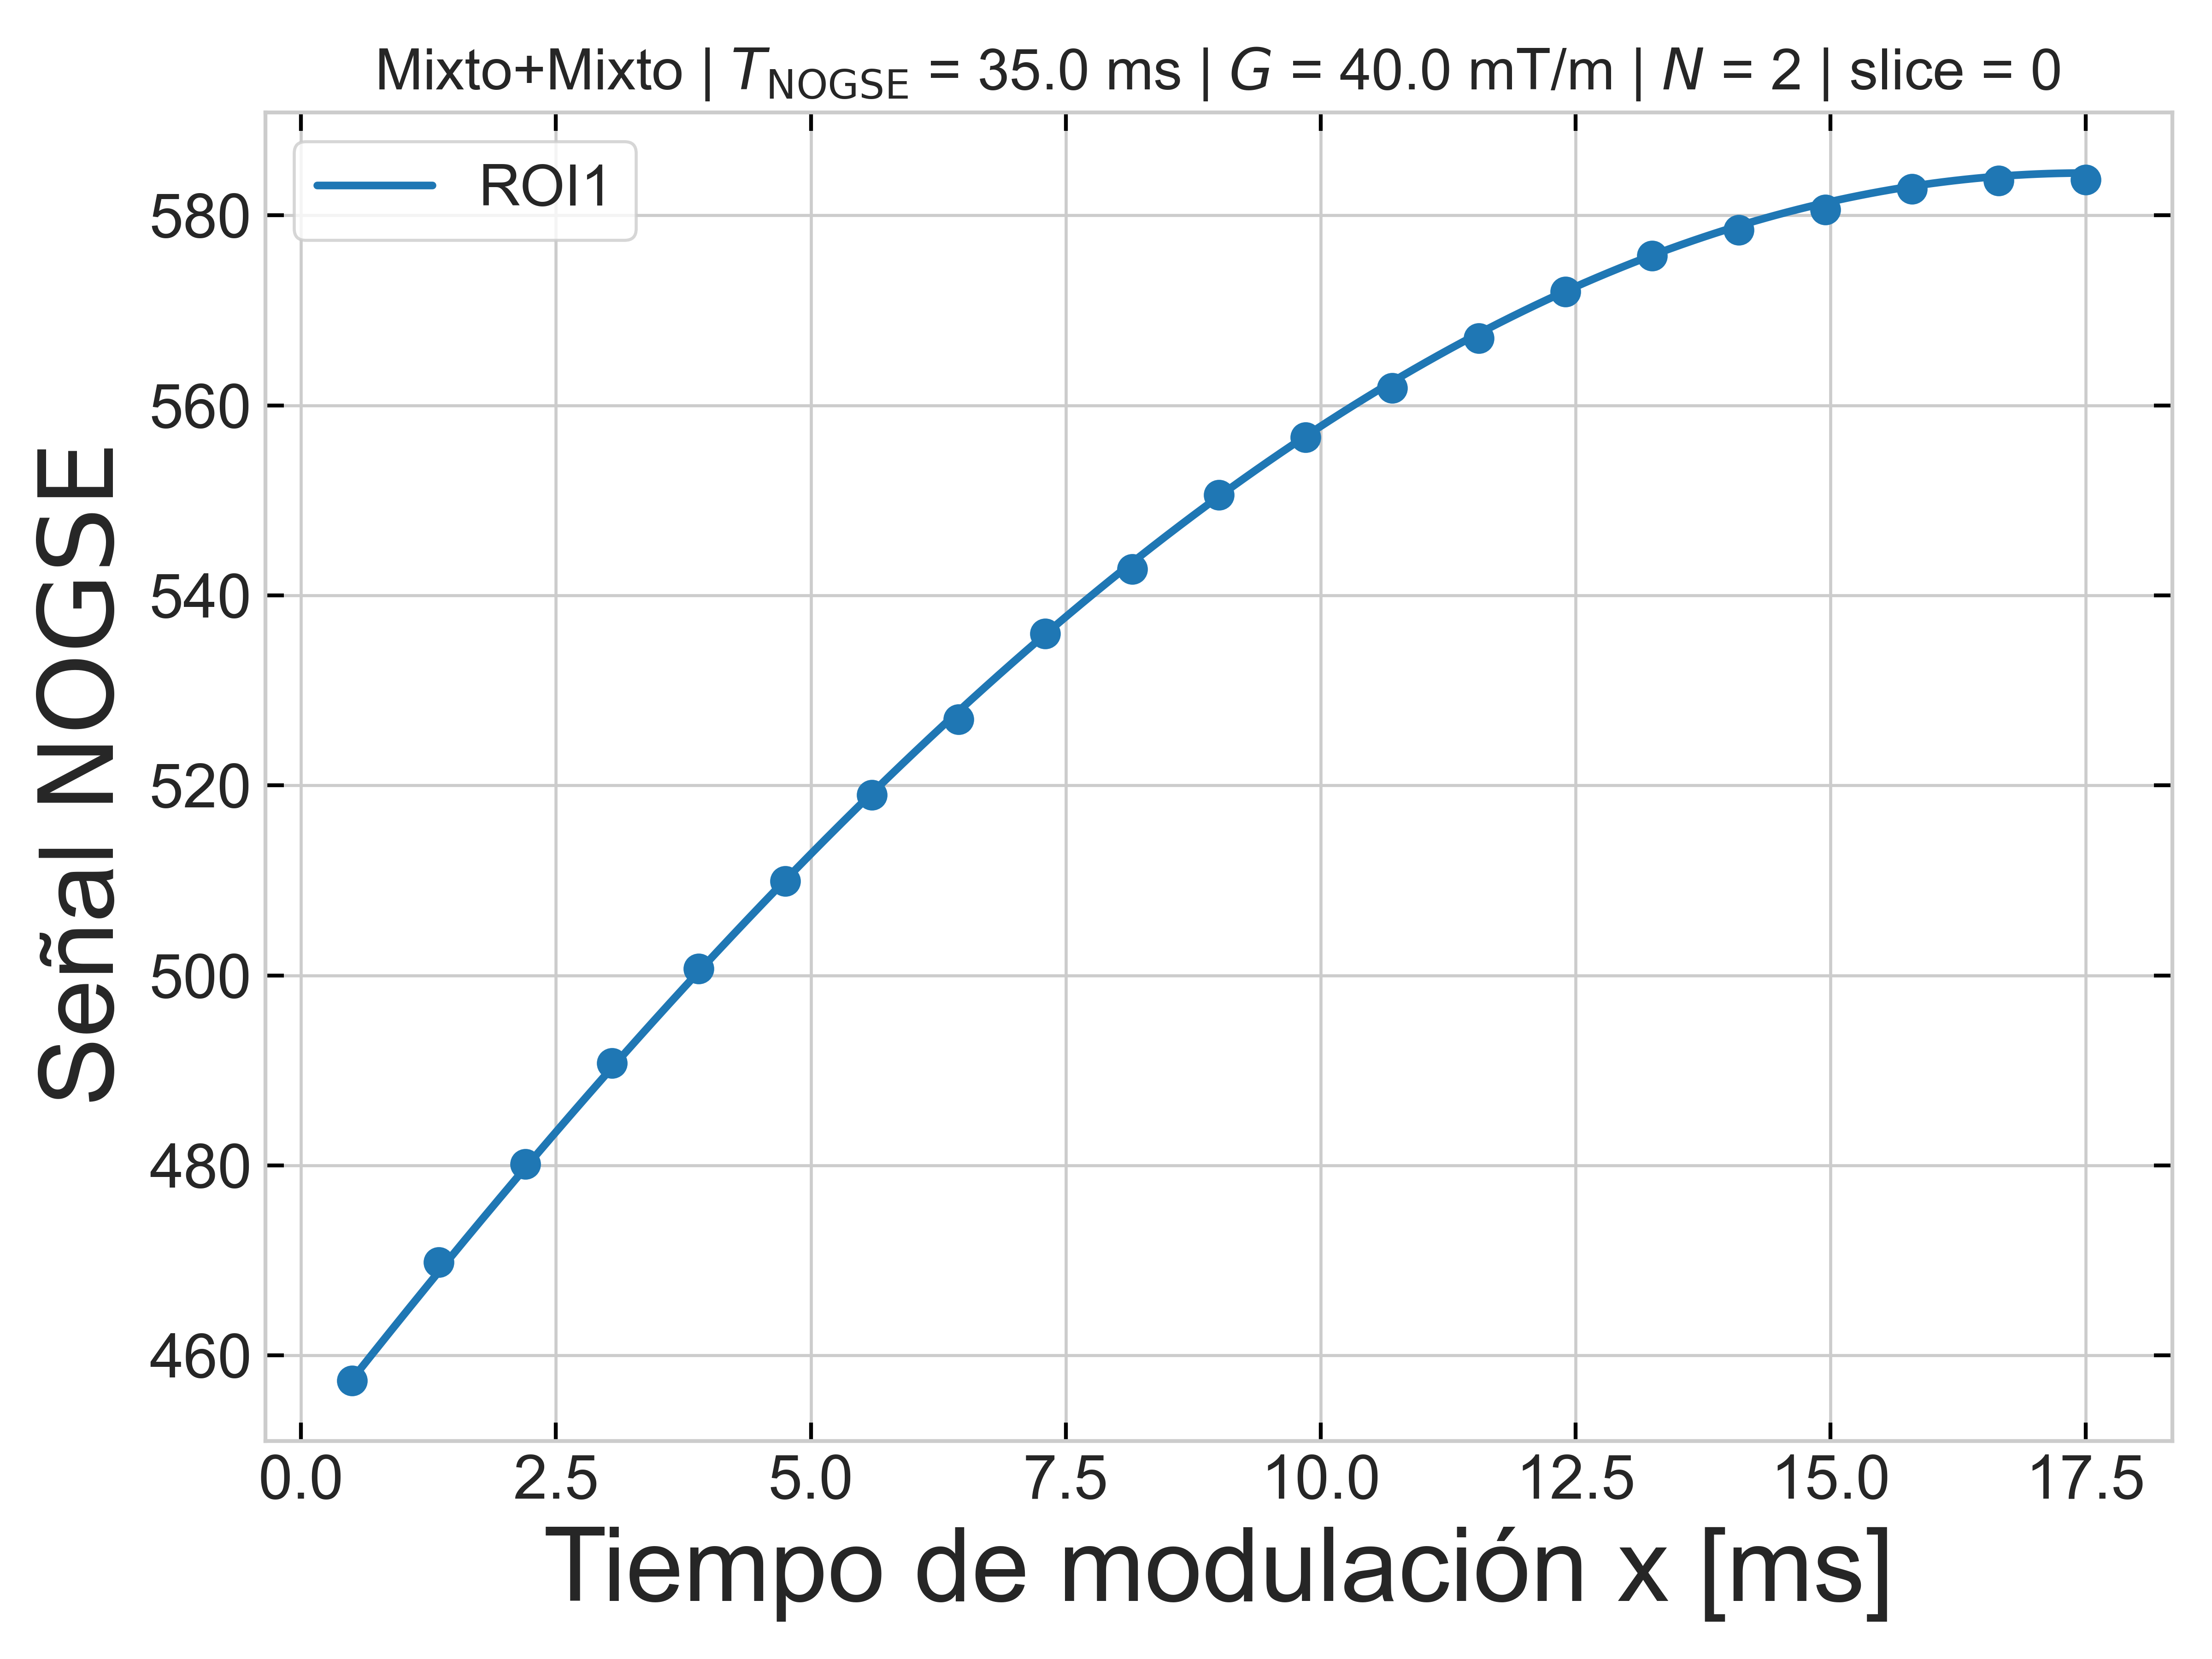 Mixto+Mixto | T_NOGSE = 35.0 ms | G = 40.0 mT/m | N = 2 | slice = 0
ROI1
Señal NOGSE
580
560
540
520
500
480
460
0.0 2.5 5.0 7.5 10.0 12.5 15.0 17.5
Tiempo de modulación x [ms]